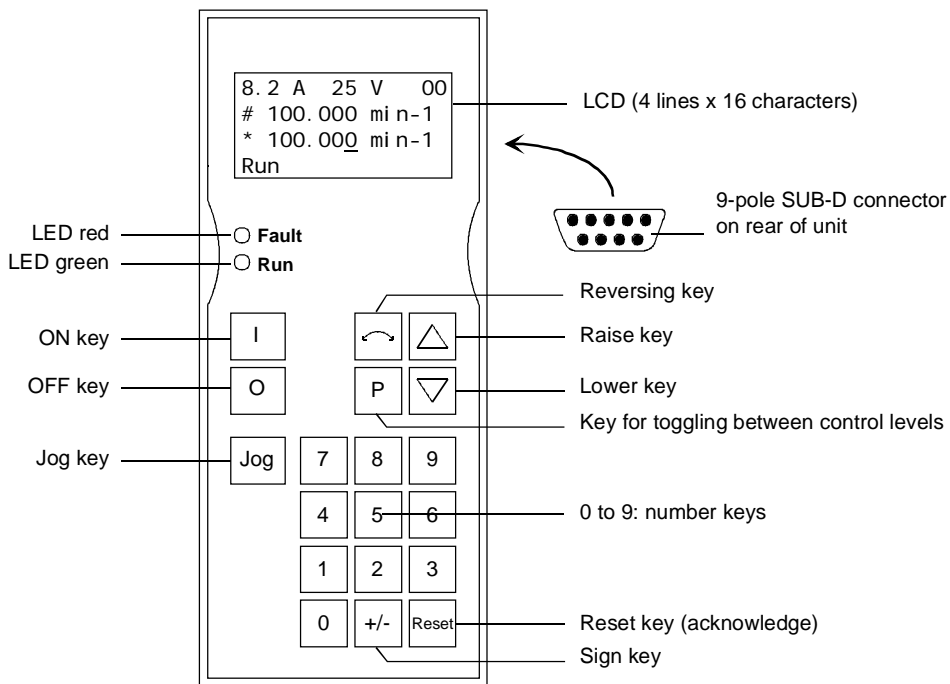 8.2 A 25 V 00
# 100.000 min-1
* 100.000 min-1
Run
LCD (4 lines x 16 characters)
9-pole SUB-D connector
on rear of unit
LED red
Fault
LED green
Run
Reversing key
ON key
I
Raise key
OFF key
O
P
Lower key
Key for toggling between control levels
Jog key
Jog
7
8
9
4
5
6
0 to 9: number keys
1
2
3
0
+/-
Reset
Reset key (acknowledge)
Sign key